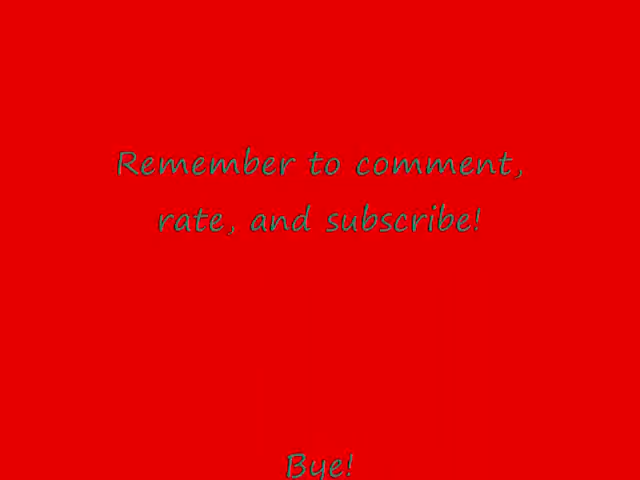 Remember to comment,
rate, and subscribe!
Bye!